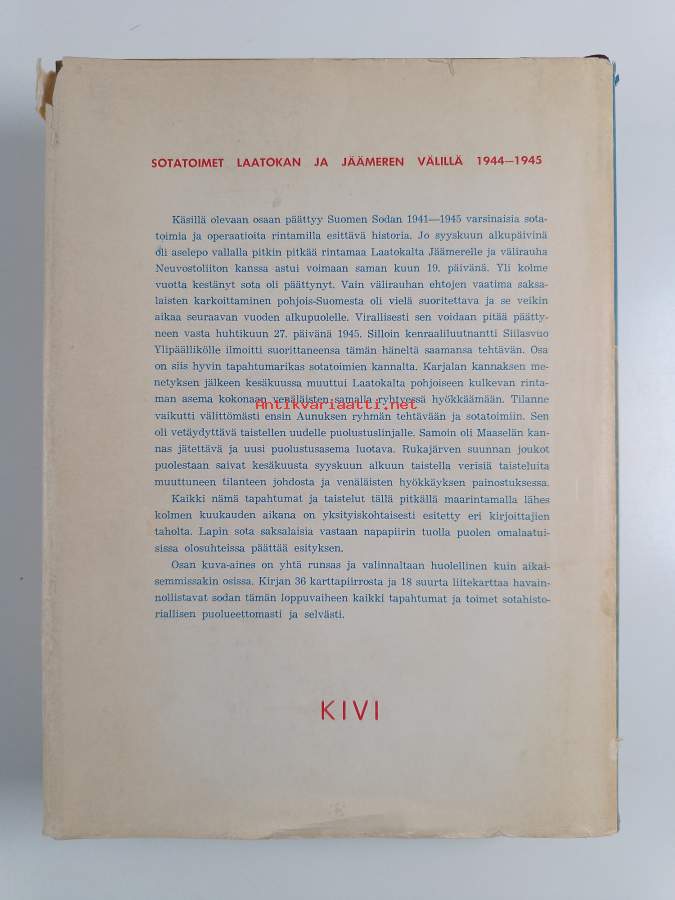 SOTATOIMET LAATOKAN JA JÄÄMEREN VÄLILLÄ 1944—1945
Käsillä olevaan osaan päättyy Suomen Sodan 1941—1945 varsinaisia sota-
toimia ja operaatioita rintamilla esittävä historia. Jo syyskuun alkupäivinä
oli aselepo vallalla pitkin pitkää rintamaa Laatokalta Jäämerelle ja välirauha
Neuvostoliiton kanssa astui voimaan saman kuun 19. päivänä. Yli kolme
vuotta kestänyt sota oli päättynyt. Vain välirauhan ehtojen vaatima saksa-
laisten karkoittaminen pohjois-Suomesta oli vielä suoritettava ja se veikin
aikaa seuraavan vuoden alkupuolelle. Virallisesti sen voidaan pitää päätty-
neen vasta huhtikuun 27. päivänä 1945. Silloin kenraaliluutnantti Siilasvuo
Ylipäällikölle ilmoitti suorittaneensa tämän häneltä saamansa tehtävän. Osa
on siis hyvin tapahtumarikas sotatoimien kannalta. Karjalan kannaksen me-
netyksen jälkeen kesäkuussa muuttui Laatokalta pohjoiseen kulkevan rinta-
man asema kokonaan venäläisten samalla ryhtyessä hyökkäämään. Tilanne
Antikvariaatti.net
vaikutti välittömästi ensin Aunuksen ryhmän tehtävään ja sotatoimiin. Sen
oli vetäydyttävä taistellen uudelle puolustuslinjalle. Samoin oli Maaselän kan-
nas jätettävä ja uusi puolustusasema luotava. Rukajärven suunnan joukot
puolestaan saivat kesäkuusta syyskuun alkuun taistella verisiä taisteluita
muuttuneen tilanteen johdosta ja venäläisten hyökkäyksen painostuksessa.
Kaikki nämä tapahtumat ja taistelut tällä pitkällä maarintamalla lähes
kolmen kuukauden aikana on yksityiskohtaisesti esitetty eri kirjoittajien
taholta. Lapin sota saksalaisia vastaan napapiirin tuolla puolen omalaatui-
sissa olosuhteissa päättää esityksen.
Osan kuva-aines on yhtä runsas ja valinnaltaan huolellinen kuin aikai-
semmissakin osissa. Kirjan 36 karttapiirrosta ja 18 suurta liitekarttaa havain-
nollistavat sodan tämän loppuvaiheen kaikki tapahtumat ja toimet sotahisto-
riallisen puolueettomasti ja selvästi.
KIVI